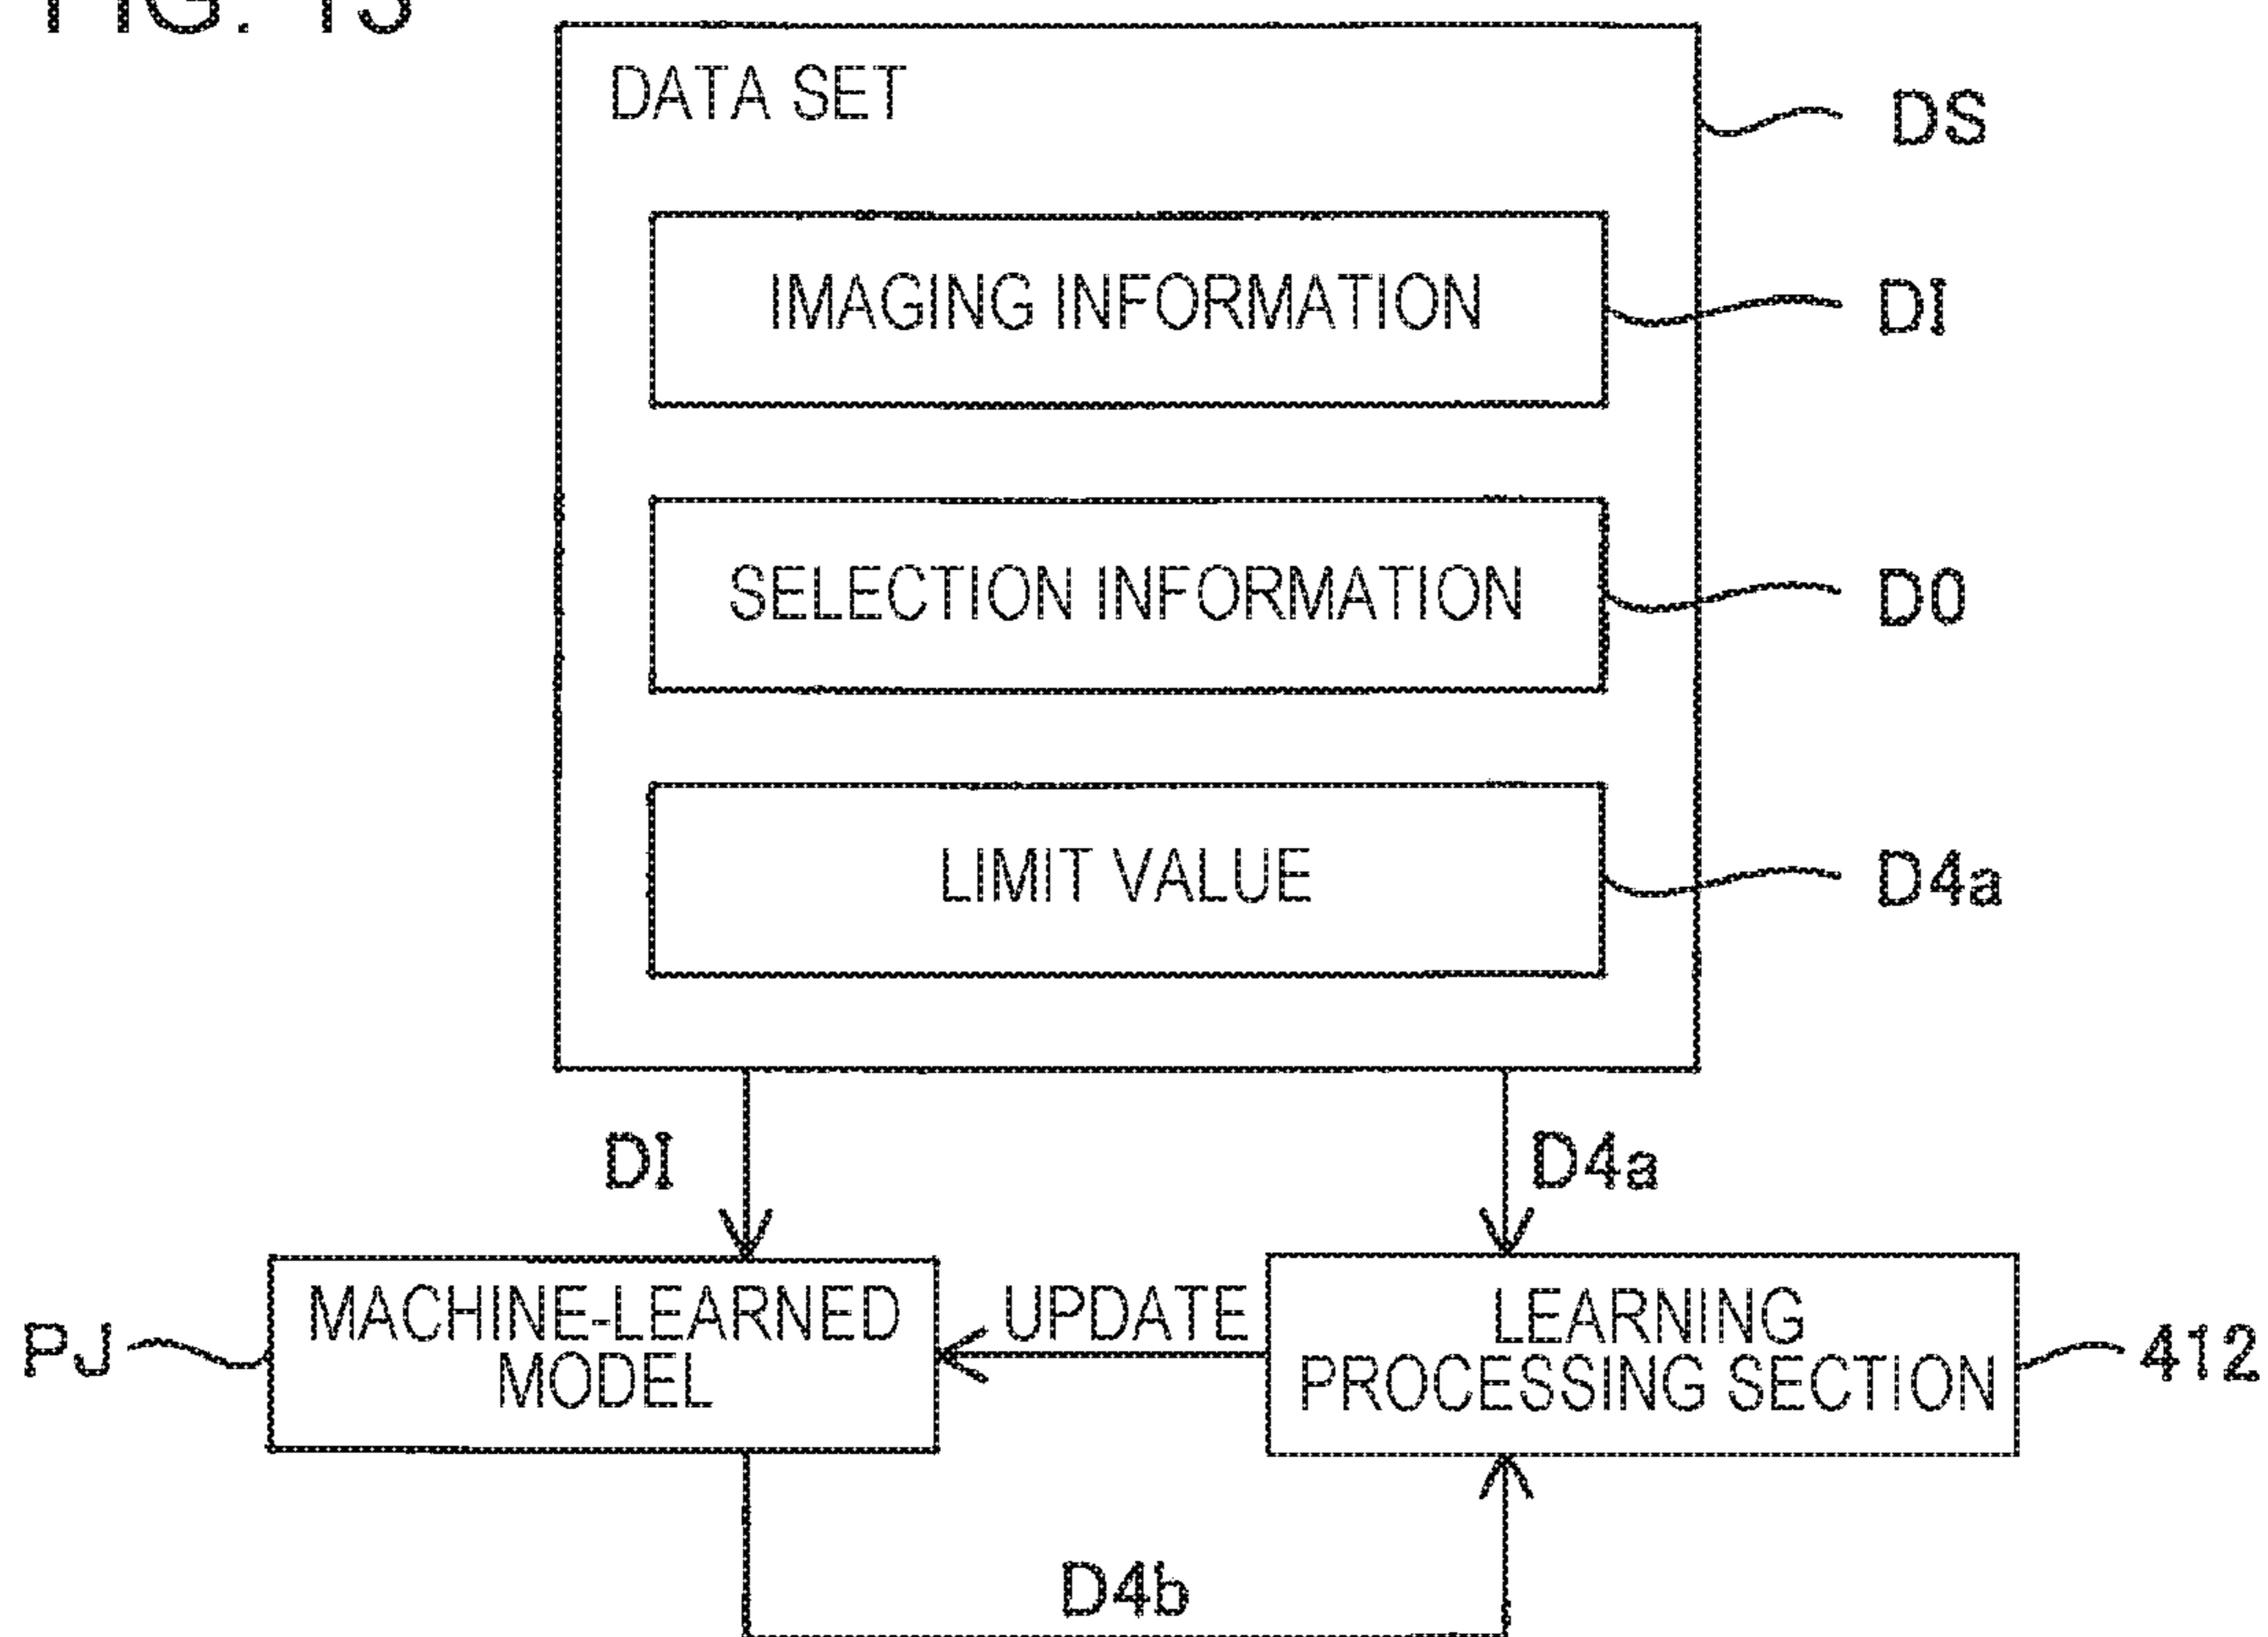 FIG. 13
DATA SET
DS
IMAGING INFORMATION
DI
SELECTION INFORMATION
D0
LIMIT VALUE
D4a
DI
D4a
PJ
MACHINE-LEARNED
MODEL
UPDATE
LEARNING
PROCESSING SECTION
412
D4b